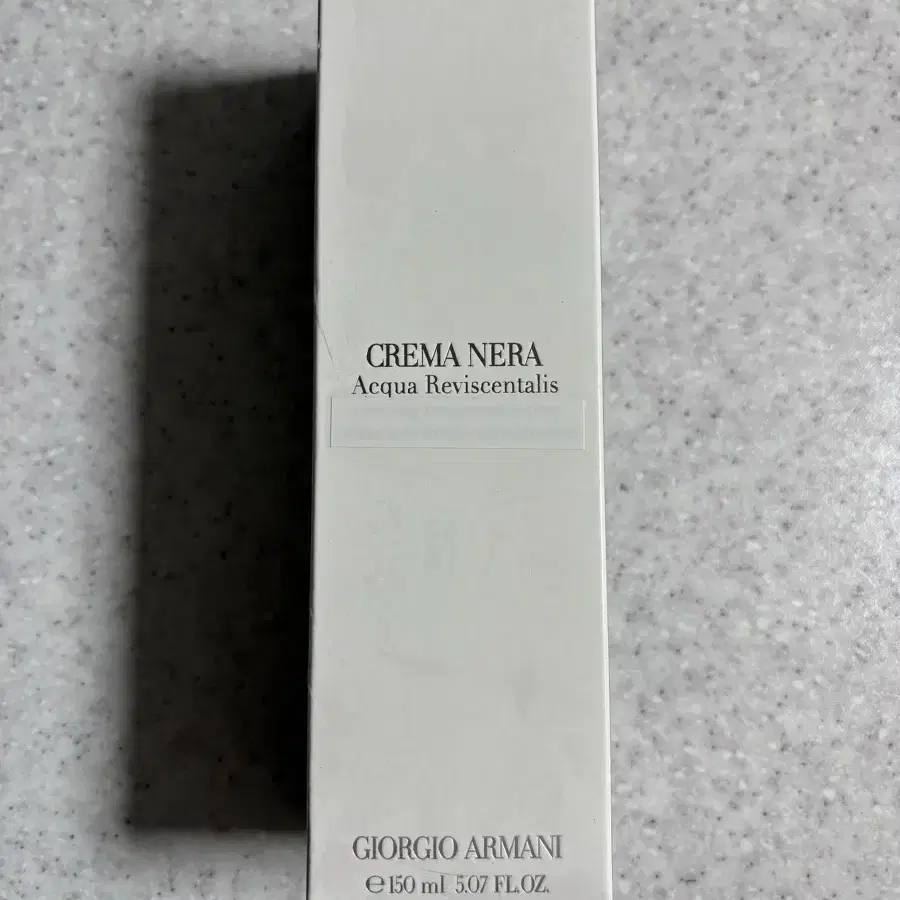 CREMA NERA
Acqua Reviscentalis
GIORGIO ARMANI
℮ 150 ml 5.07 FL.OZ.